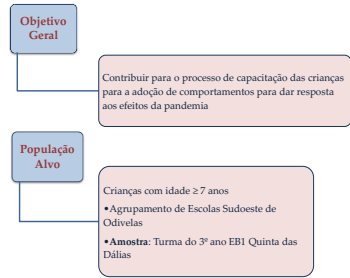 Objetivo
Geral
Contribuir para o processo de capacitação das crianças
para a adoção de comportamentos para dar resposta
aos efeitos da pandemia
População
Alvo
Crianças com idade ≥ 7 anos
•Agrupamento de Escolas Sudoeste de
Odivelas
•Amostra: Turma do 3º ano EB1 Quinta das
Dálias